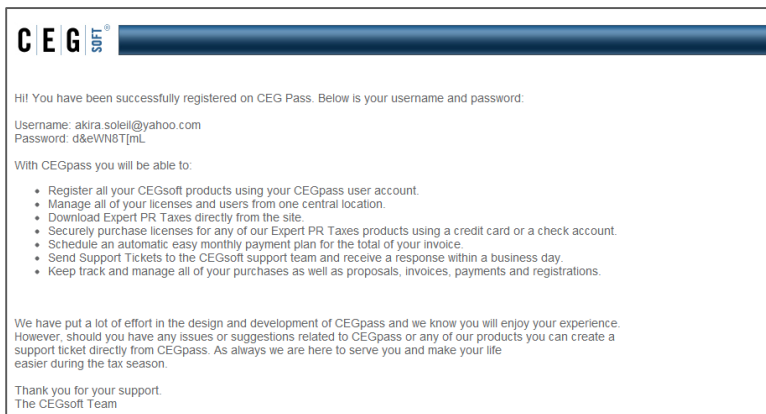 CEG SOFT®
Hi! You have been successfully registered on CEG Pass. Below is your username and password:
Username: akira.soleil@yahoo.com
Password: d&eWN8T[mL
With CEGpass you will be able to:
• Register all your CEGsoft products using your CEGpass user account.
• Manage all of your licenses and users from one central location.
• Download Expert PR Taxes directly from the site.
• Securely purchase licenses for any of our Expert PR Taxes products using a credit card or a check account.
• Schedule an automatic easy monthly payment plan for the total of your invoice.
• Send Support Tickets to the CEGsoft support team and receive a response within a business day.
• Keep track and manage all of your purchases as well as proposals, invoices, payments and registrations.
We have put a lot of effort in the design and development of CEGpass and we know you will enjoy your experience.
However, should you have any issues or suggestions related to CEGpass or any of our products you can create a
support ticket directly from CEGpass. As always we are here to serve you and make your life
easier during the tax season.
Thank you for your support.
The CEGsoft Team